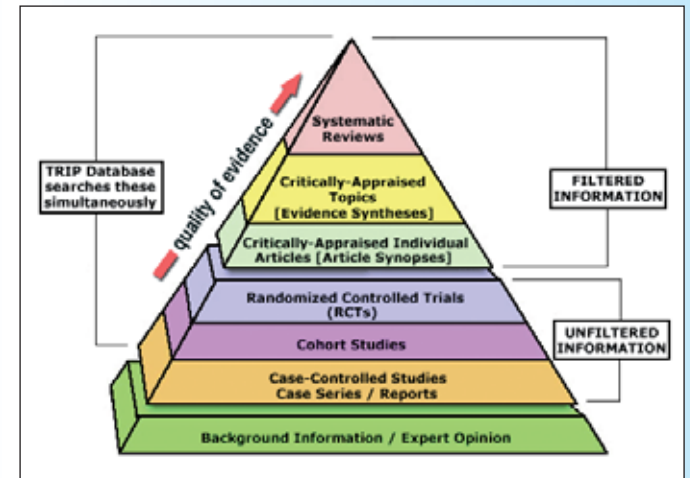 Systematic
Reviews
TRIP Database
searches these
simultaneously
quality of evidence
Critically-Appraised
Topics
[Evidence Syntheses]
FILTERED
INFORMATION
Critically-Appraised Individual
Articles [Article Synopses]
Randomized Controlled Trials
(RCTs)
UNFILTERED
INFORMATION
Cohort Studies
Case-Controlled Studies
Case Series / Reports
Background Information / Expert Opinion